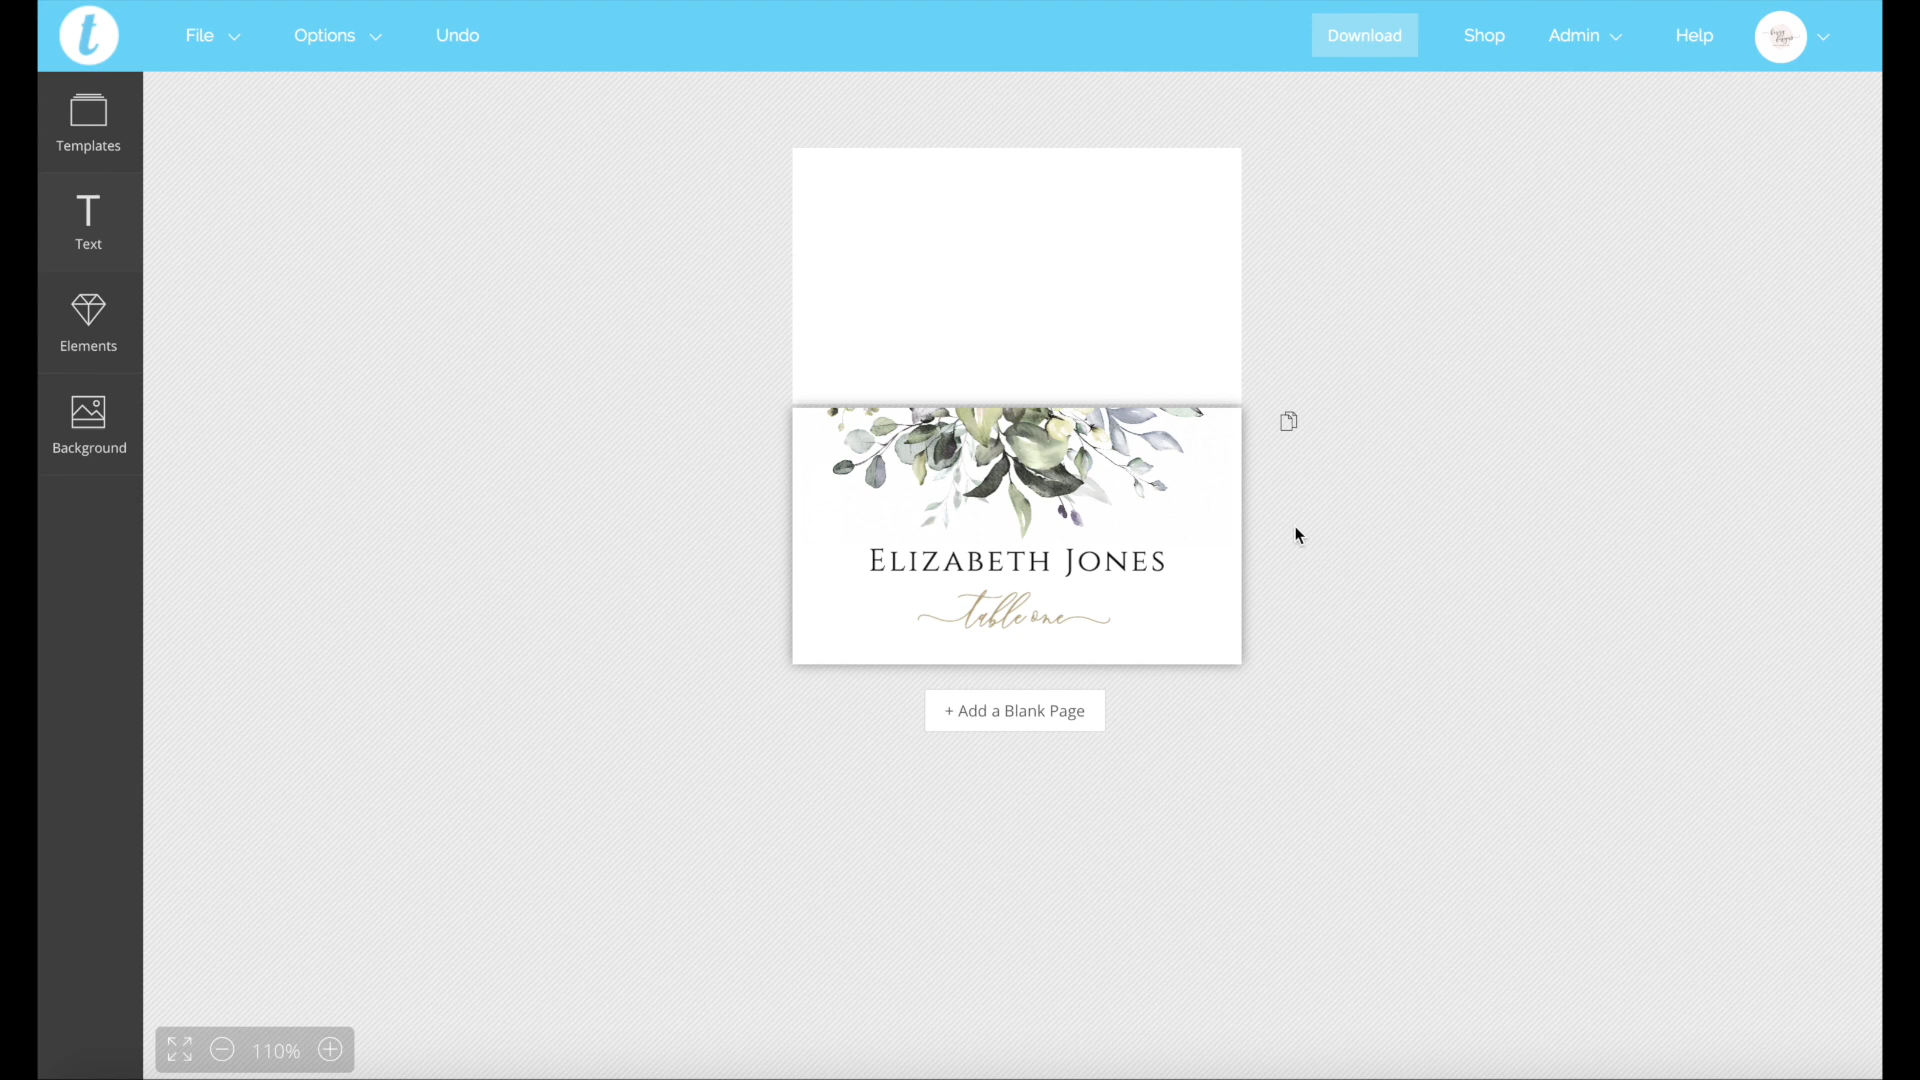 t
File
Options
Undo
Download
Shop
Admin
Help
Templates
Text
Elements
Background
ELIZABETH JONES
table one
+ Add a Blank Page
110%